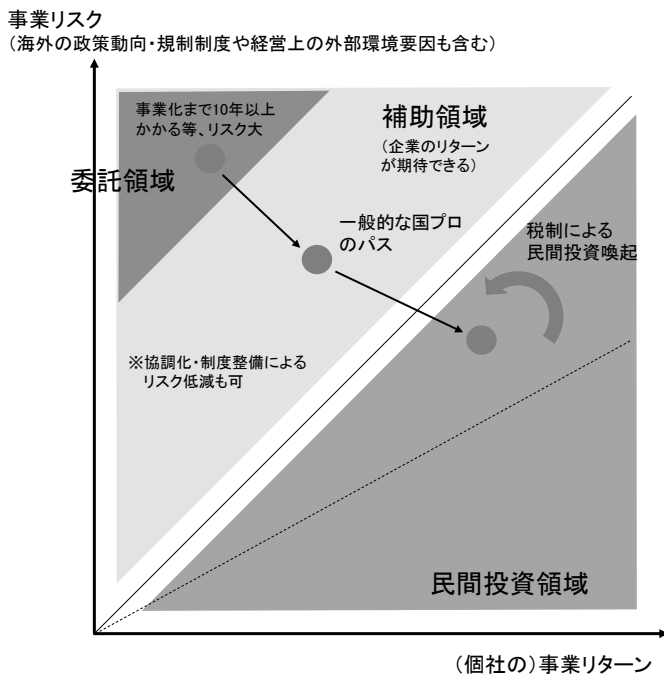 事業リスク
（海外の政策動向・規制制度や経営上の外部環境要因も含む）
事業化まで10年以上
かかる等、リスク大
委託領域
補助領域
（企業のリターン
が期待できる）
一般的な国プロ
のパス
税制による
民間投資喚起
※協調化・制度整備による
リスク低減も可
民間投資領域
（個社の）事業リターン